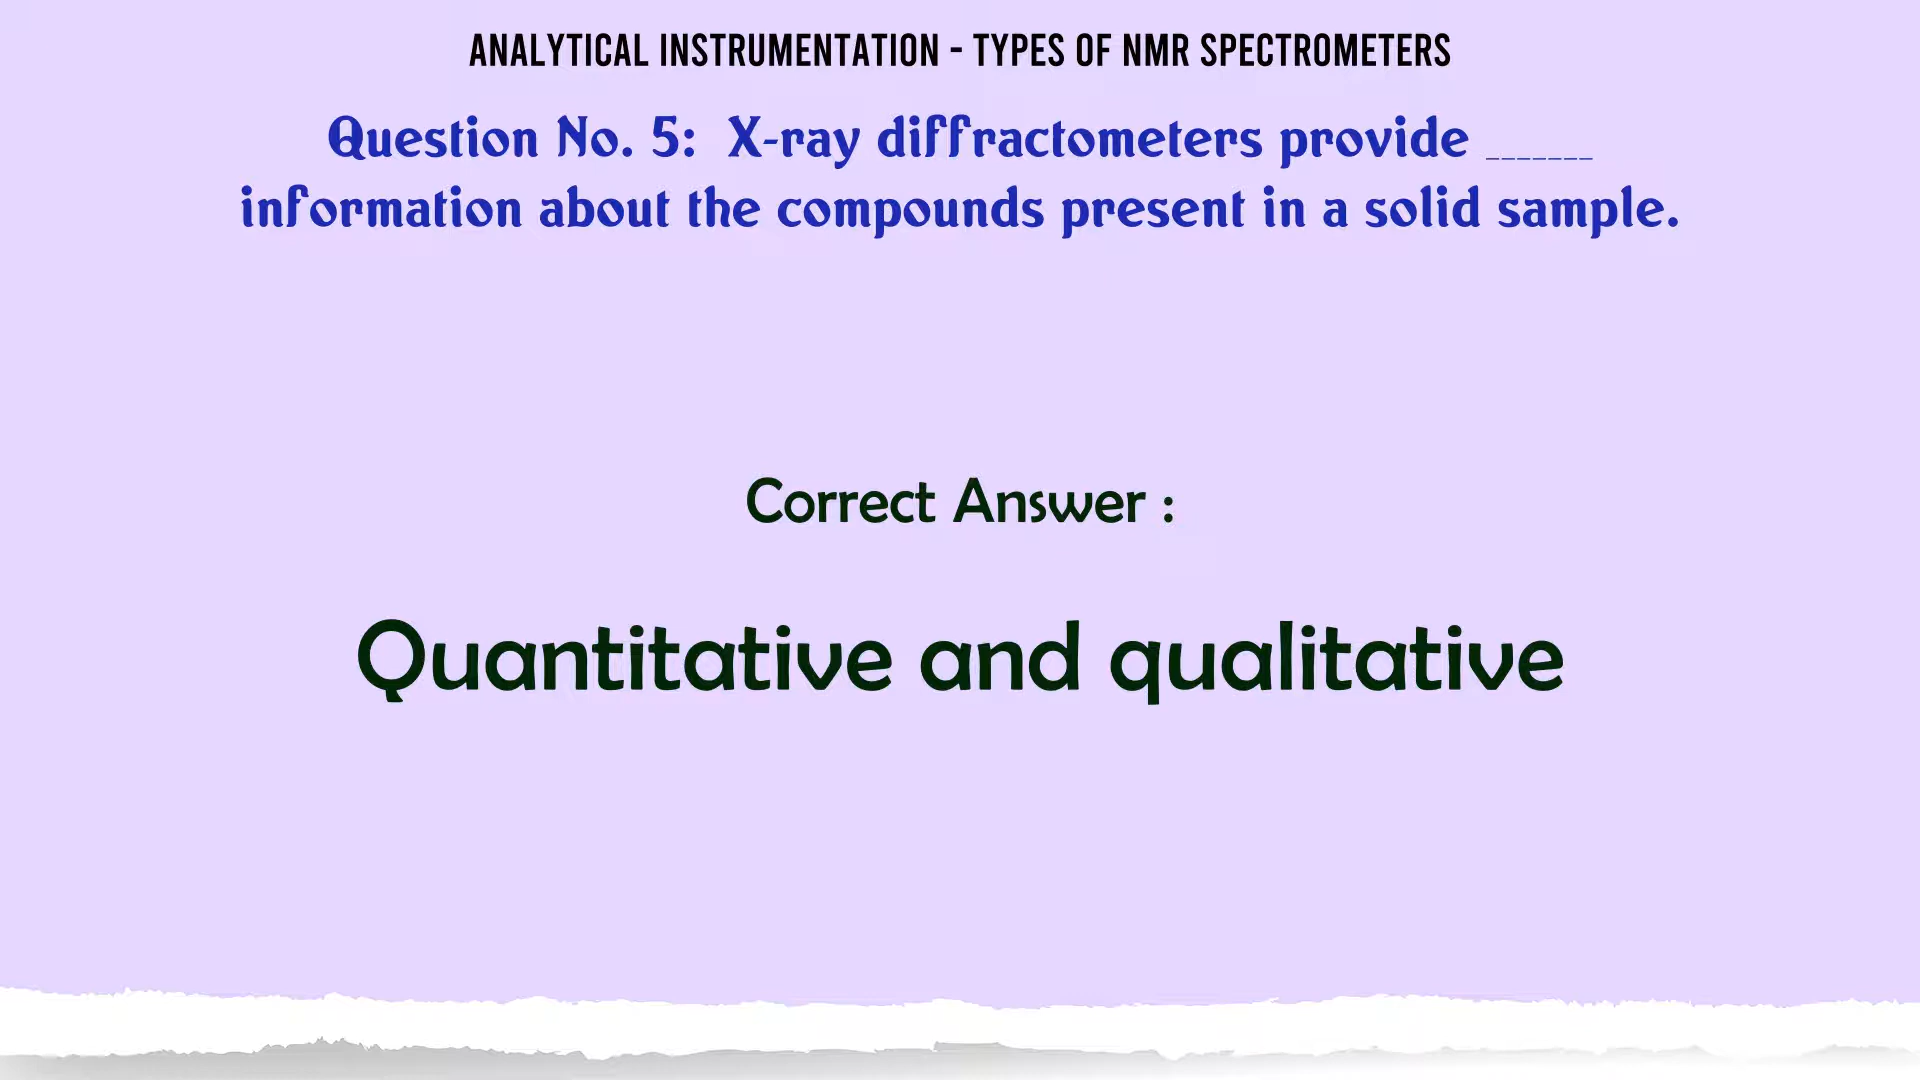 ANALYTICAL INSTRUMENTATION - TYPES OF NMR SPECTROMETERS
Question No. 5: X-ray diffractometers provide _______
information about the compounds present in a solid sample.
Correct Answer :
Quantitative and qualitative